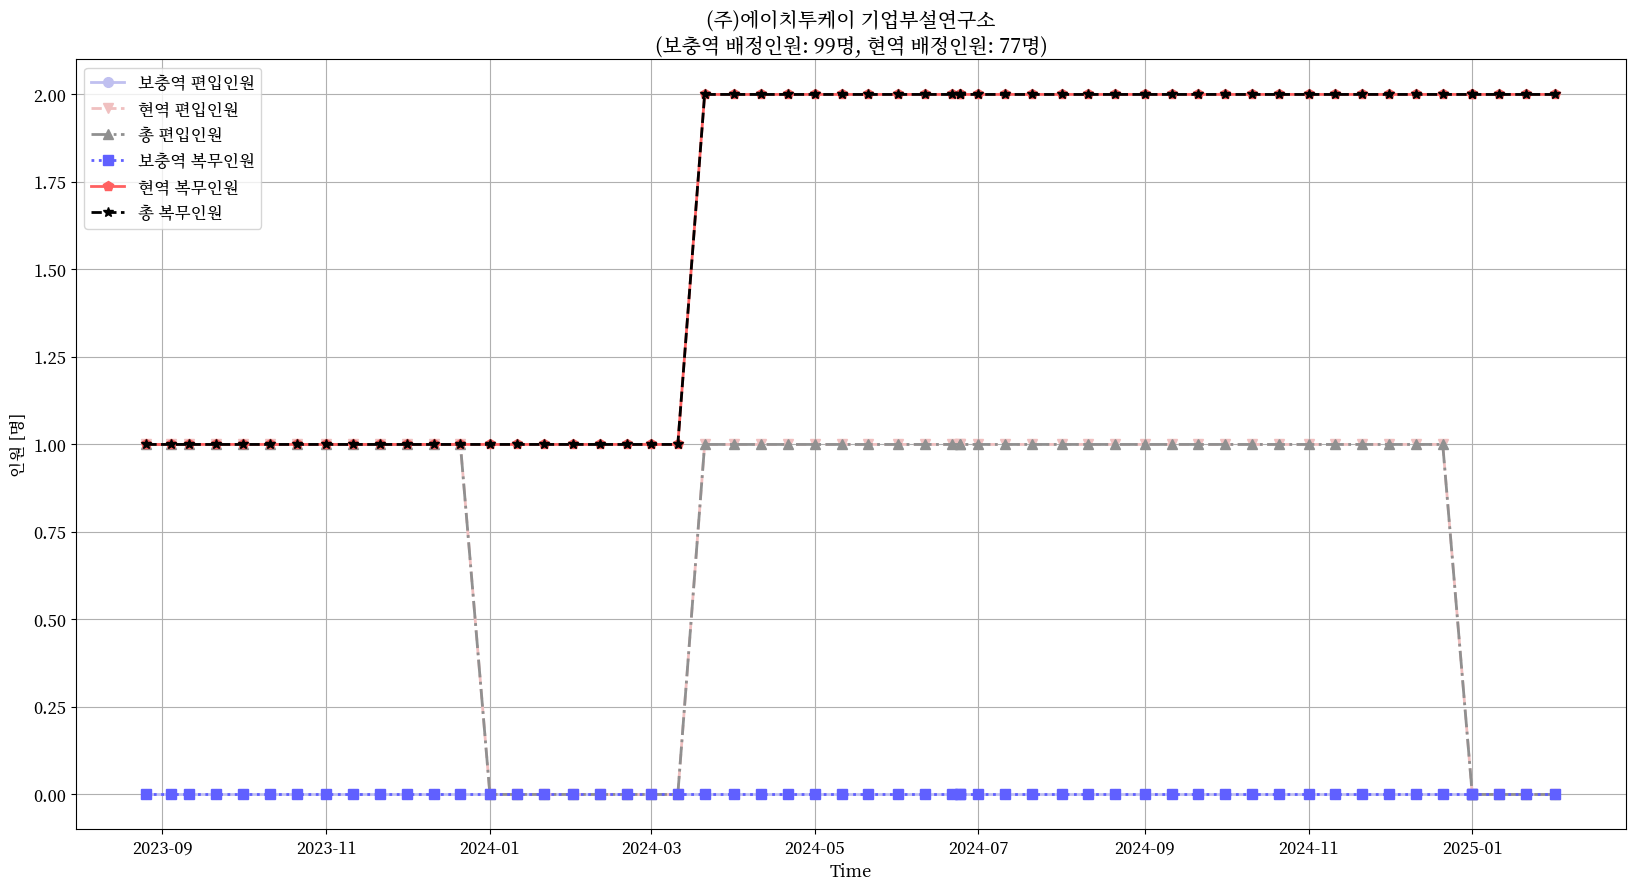 (주)에이치투케이 기업부설연구소
(보충역 배정인원: 99명, 현역 배정인원: 77명)
보충역 편입인원
현역 편입인원
총 편입인원
보충역 복무인원
현역 복무인원
총 복무인원
인원 [명]
2.00
1.75
1.50
1.25
1.00
0.75
0.50
0.25
0.00
2023-09 2023-11 2024-01 2024-03 2024-05 2024-07 2024-09 2024-11 2025-01
Time